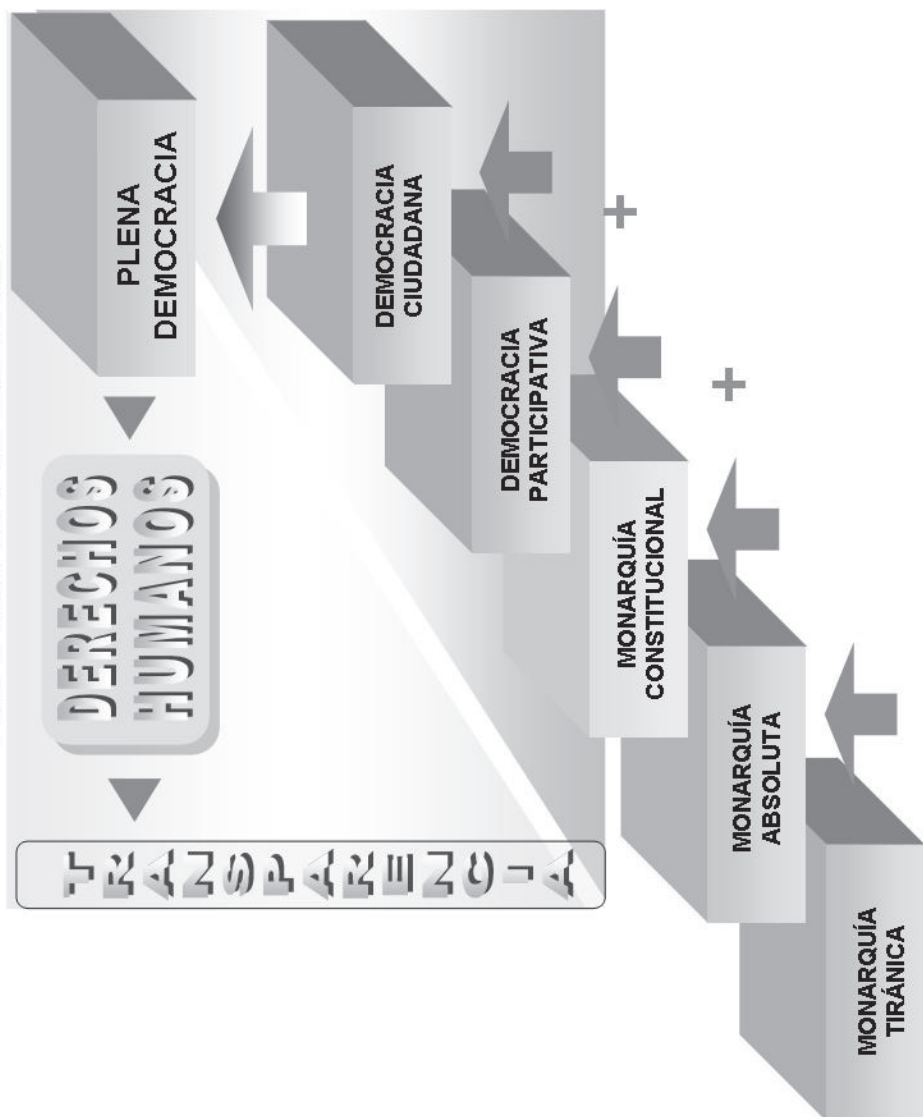 PLENA
DEMOCRACIA
DERECHOS
HUMANOS
TRANSPARENCIA
DEMOCRACIA
CIUDADANA
+
DEMOCRACIA
PARTICIPATIVA
+
MONARQUÍA
CONSTITUCIONAL
MONARQUÍA
ABSOLUTA
MONARQUÍA
TIRÁNICA